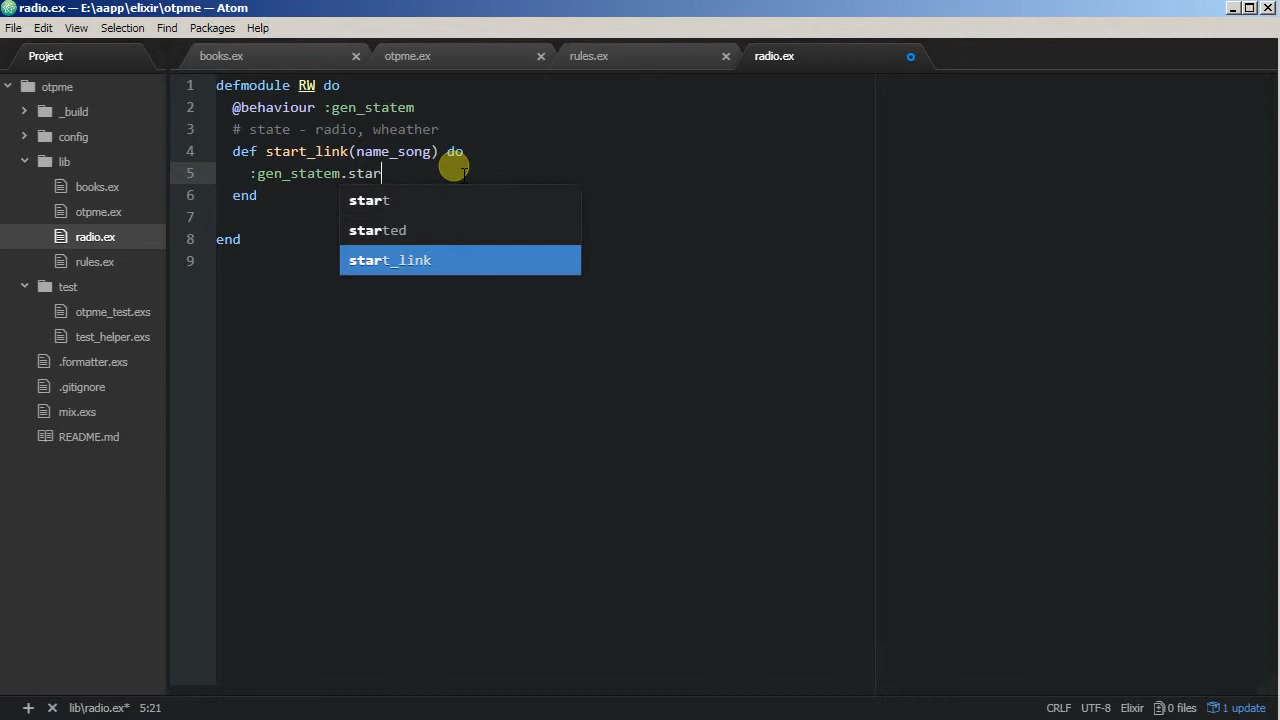 radio.ex — E:\aapp\elixir\otpme — Atom
File Edit View Selection Find Packages Help
Project
books.ex
otpme.ex
rules.ex
radio.ex
otpme
_build
config
lib
books.ex
otpme.ex
radio.ex
rules.ex
test
otpme_test.exs
test_helper.exs
.formatter.exs
.gitignore
mix.exs
README.md
1 defmodule RW do
2 @behaviour :gen_statem
3 # state - radio, wheather
4 def start_link(name_song) do
5 :gen_statem.star
6 end
7
8 end
9
start
started
start_link
lib\radio.ex* 5:21
CRLF UTF-8 Elixir 0 files 1 update